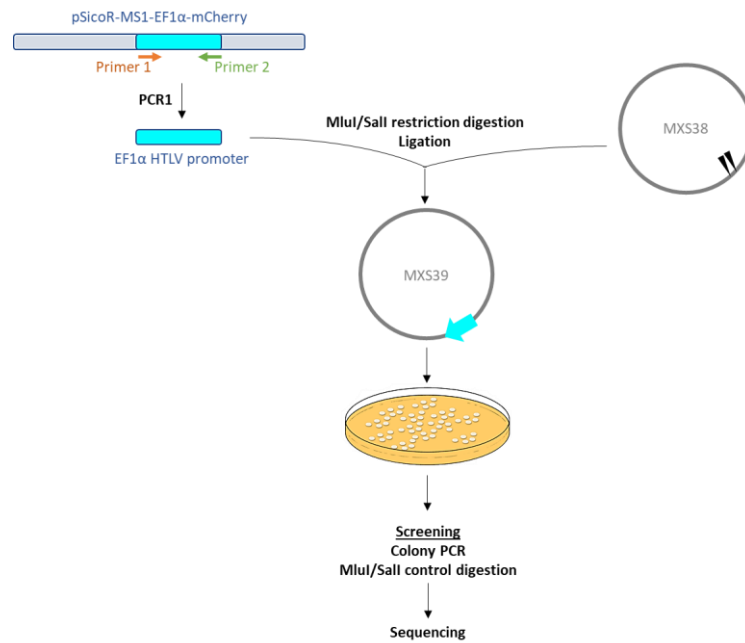 pSicoR-MS1-EF1α-mCherry
Primer 1
Primer 2
PCR1
EF1α HTLV promoter
MluI/SalI restriction digestion
Ligation
MXS38
MXS39
Screening
Colony PCR
MluI/SalI control digestion
Sequencing